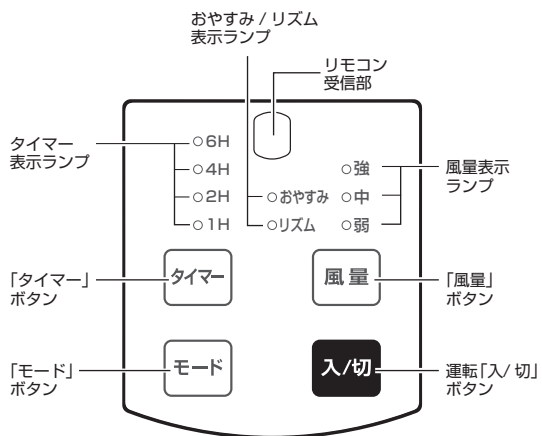 おやすみ / リズム
表示ランプ
リモコン
受信部
タイマー
表示ランプ
6H
4H
2H
1H
おやすみ
リズム
強
中
弱
風量表示
ランプ
「タイマー」
ボタン
タイマー
風量
「風量」
ボタン
「モード」
ボタン
モード
入/切
運転「入/ 切」
ボタン